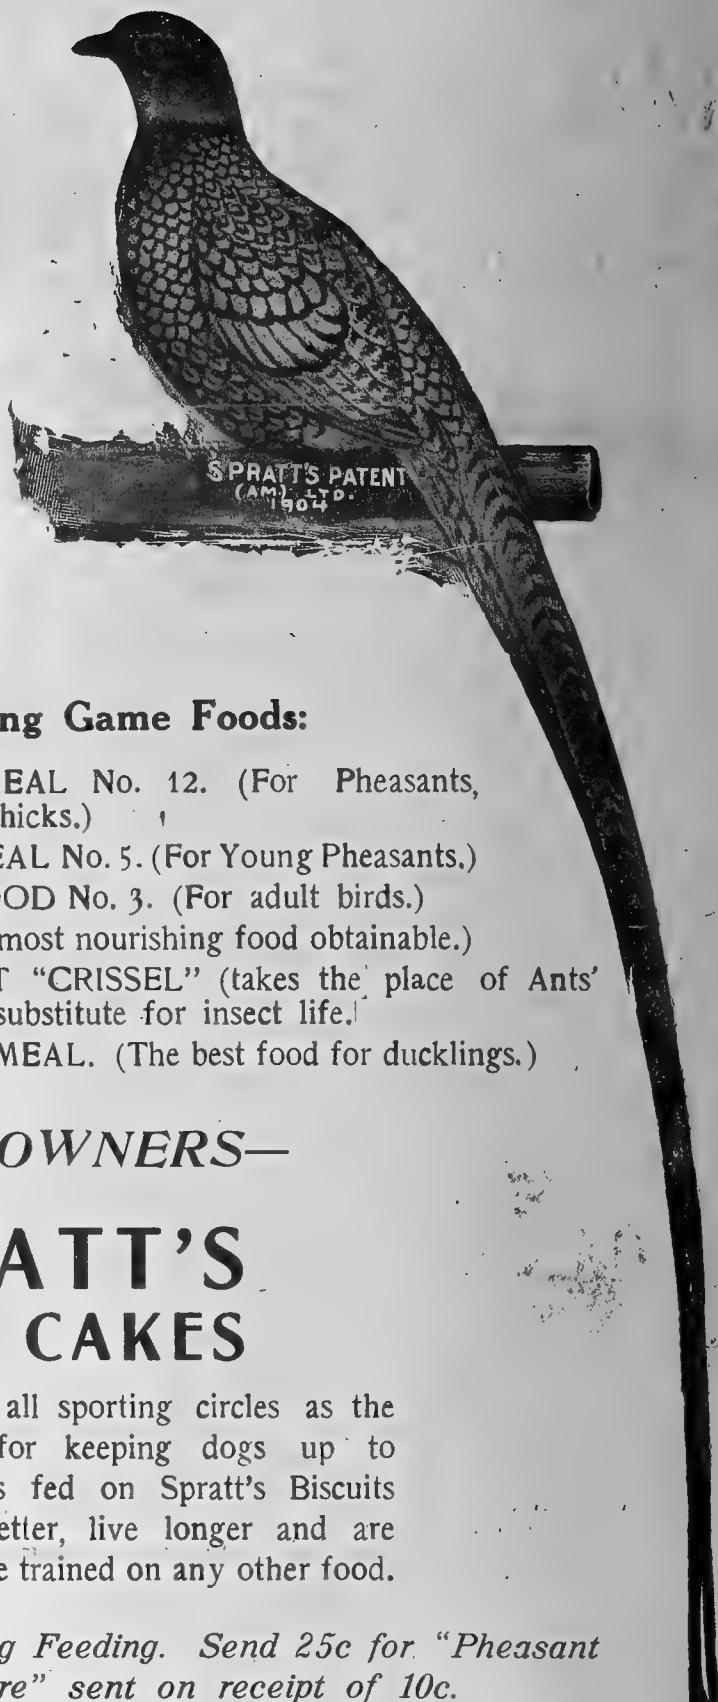 SPRATT'S PATENT
(AM) LTD.
1904
ng Game Foods:
EAL No. 12. (For Pheasants,
hicks.)
EAL No. 5. (For Young Pheasants.)
OOD No. 3. (For adult birds.)
most nourishing food obtainable.)
T “CRISSEL” (takes the place of Ants’
substitute for insect life.
MEAL. (The best food for ducklings.)
OWNERS—
ATT’S
CAKES
all sporting circles as the
for keeping dogs up to
s fed on Spratt’s Biscuits
etter, live longer and are
e trained on any other food.
g Feeding. Send 25c for “Pheasant
re” sent on receipt of 10c.